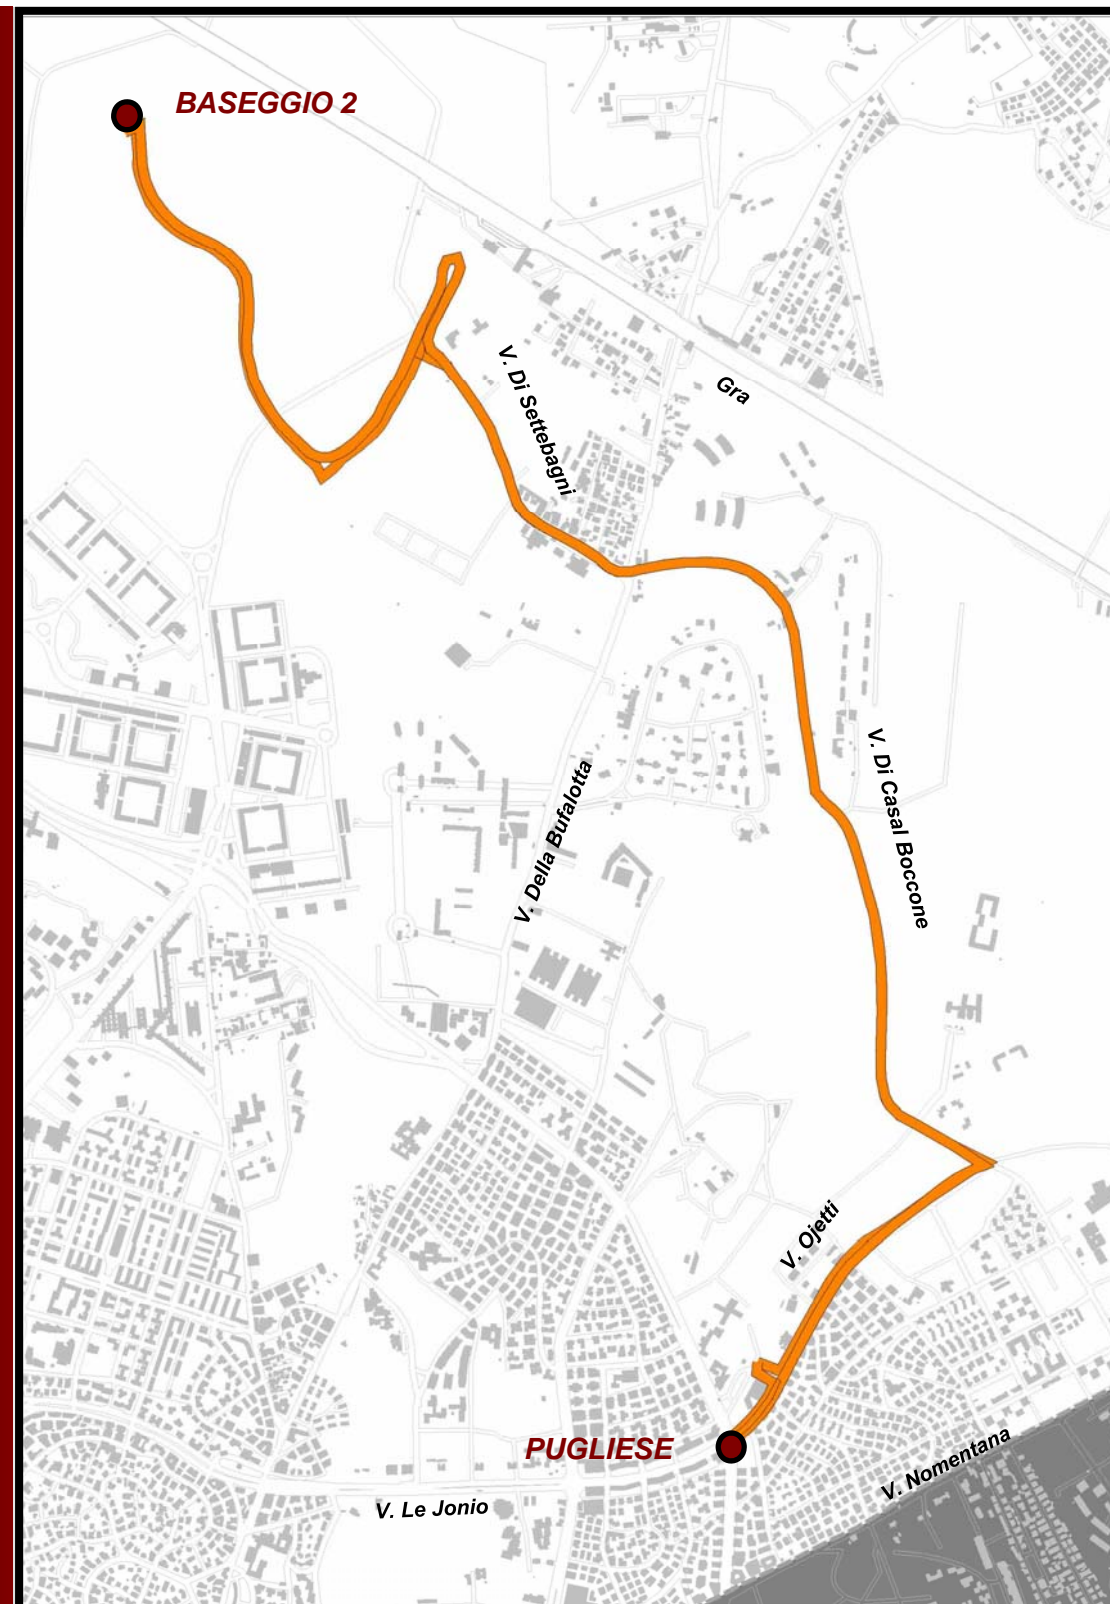 BASEGGIO 2
Gra
V. Di Settebagni
V. Di Casal Boccone
V. Della Bufalotta
V. Ojetti
PUGLIESE
V. Nomentana
V. Le Jonio